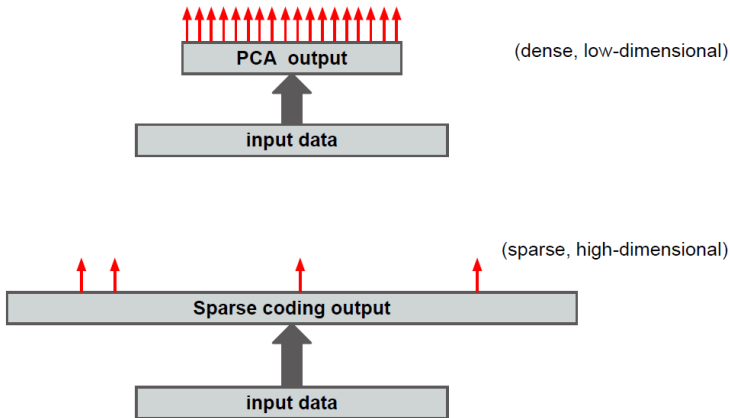 PCA output
(dense, low-dimensional)
input data
(sparse, high-dimensional)
Sparse coding output
input data